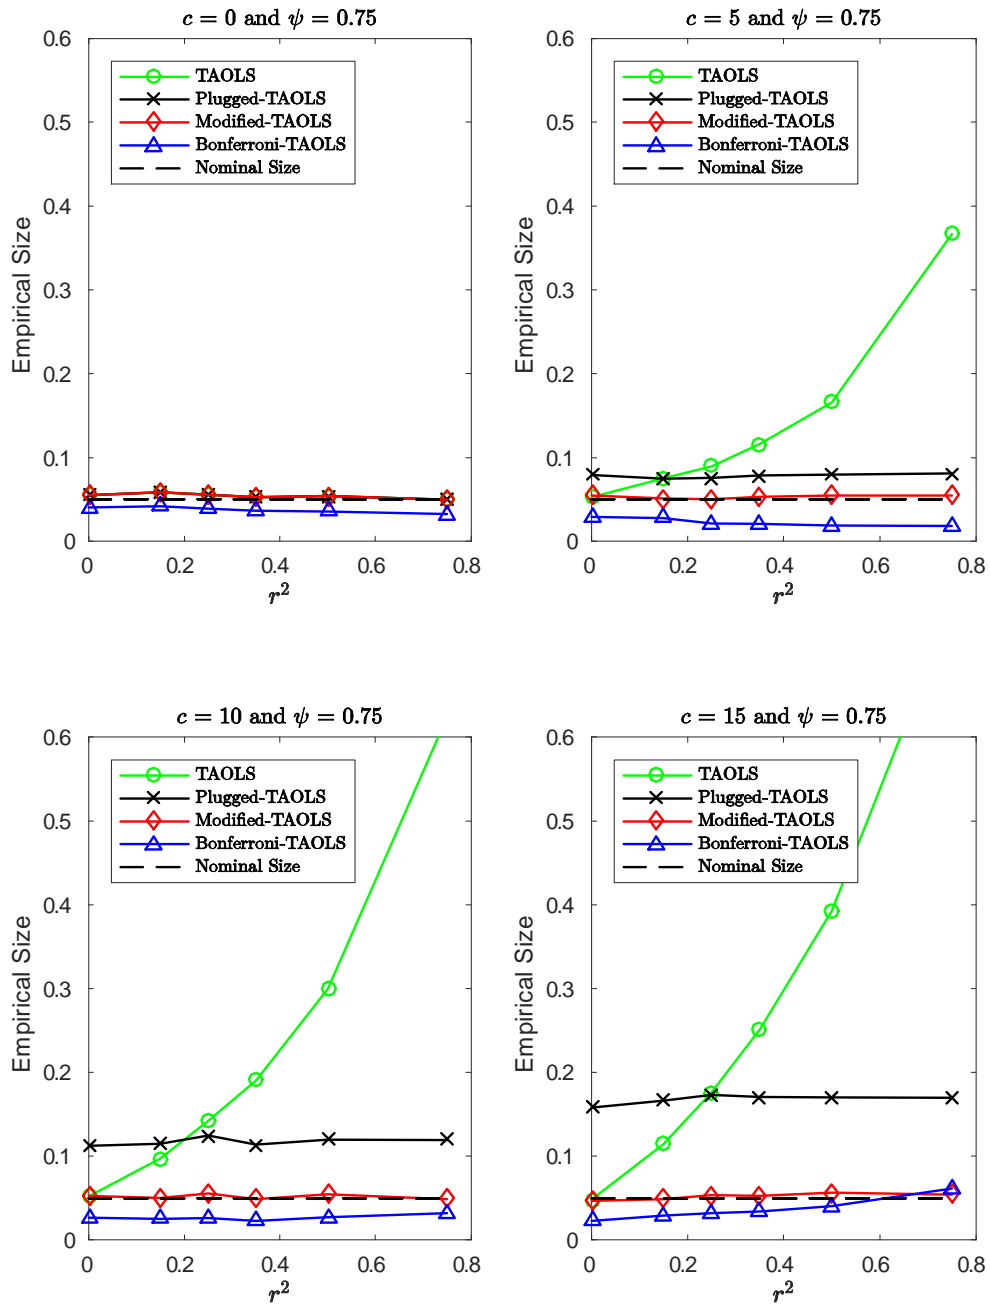 c = 0 and ψ = 0.75
0.6
0.5
0.4
0.3
0.2
0.1
0
Empirical Size
TAOLS
Plugged-TAOLS
Modified-TAOLS
Bonferroni-TAOLS
Nominal Size
0 0.2 0.4 0.6 0.8
r²
c = 5 and ψ = 0.75
0.6
0.5
0.4
0.3
0.2
0.1
0
Empirical Size
TAOLS
Plugged-TAOLS
Modified-TAOLS
Bonferroni-TAOLS
Nominal Size
0 0.2 0.4 0.6 0.8
r²
c = 10 and ψ = 0.75
0.6
0.5
0.4
0.3
0.2
0.1
0
Empirical Size
TAOLS
Plugged-TAOLS
Modified-TAOLS
Bonferroni-TAOLS
Nominal Size
0 0.2 0.4 0.6 0.8
r²
c = 15 and ψ = 0.75
0.6
0.5
0.4
0.3
0.2
0.1
0
Empirical Size
TAOLS
Plugged-TAOLS
Modified-TAOLS
Bonferroni-TAOLS
Nominal Size
0 0.2 0.4 0.6 0.8
r²